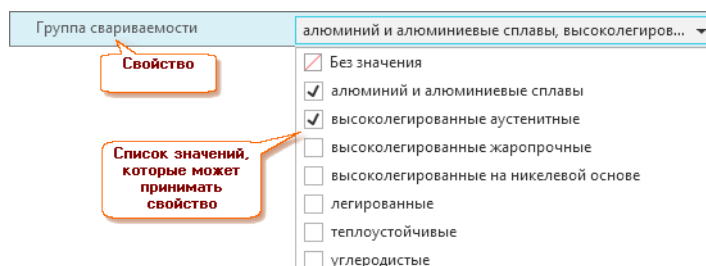 Группа свариваемости
алюминий и алюминиевые сплавы, высоколегиров...
Свойство
Без значения
алюминий и алюминиевые сплавы
высоколегированные аустенитные
Список значений,
которые может
принимать
свойство
высоколегированные жаропрочные
высоколегированные на никелевой основе
легированные
теплоустойчивые
углеродистые